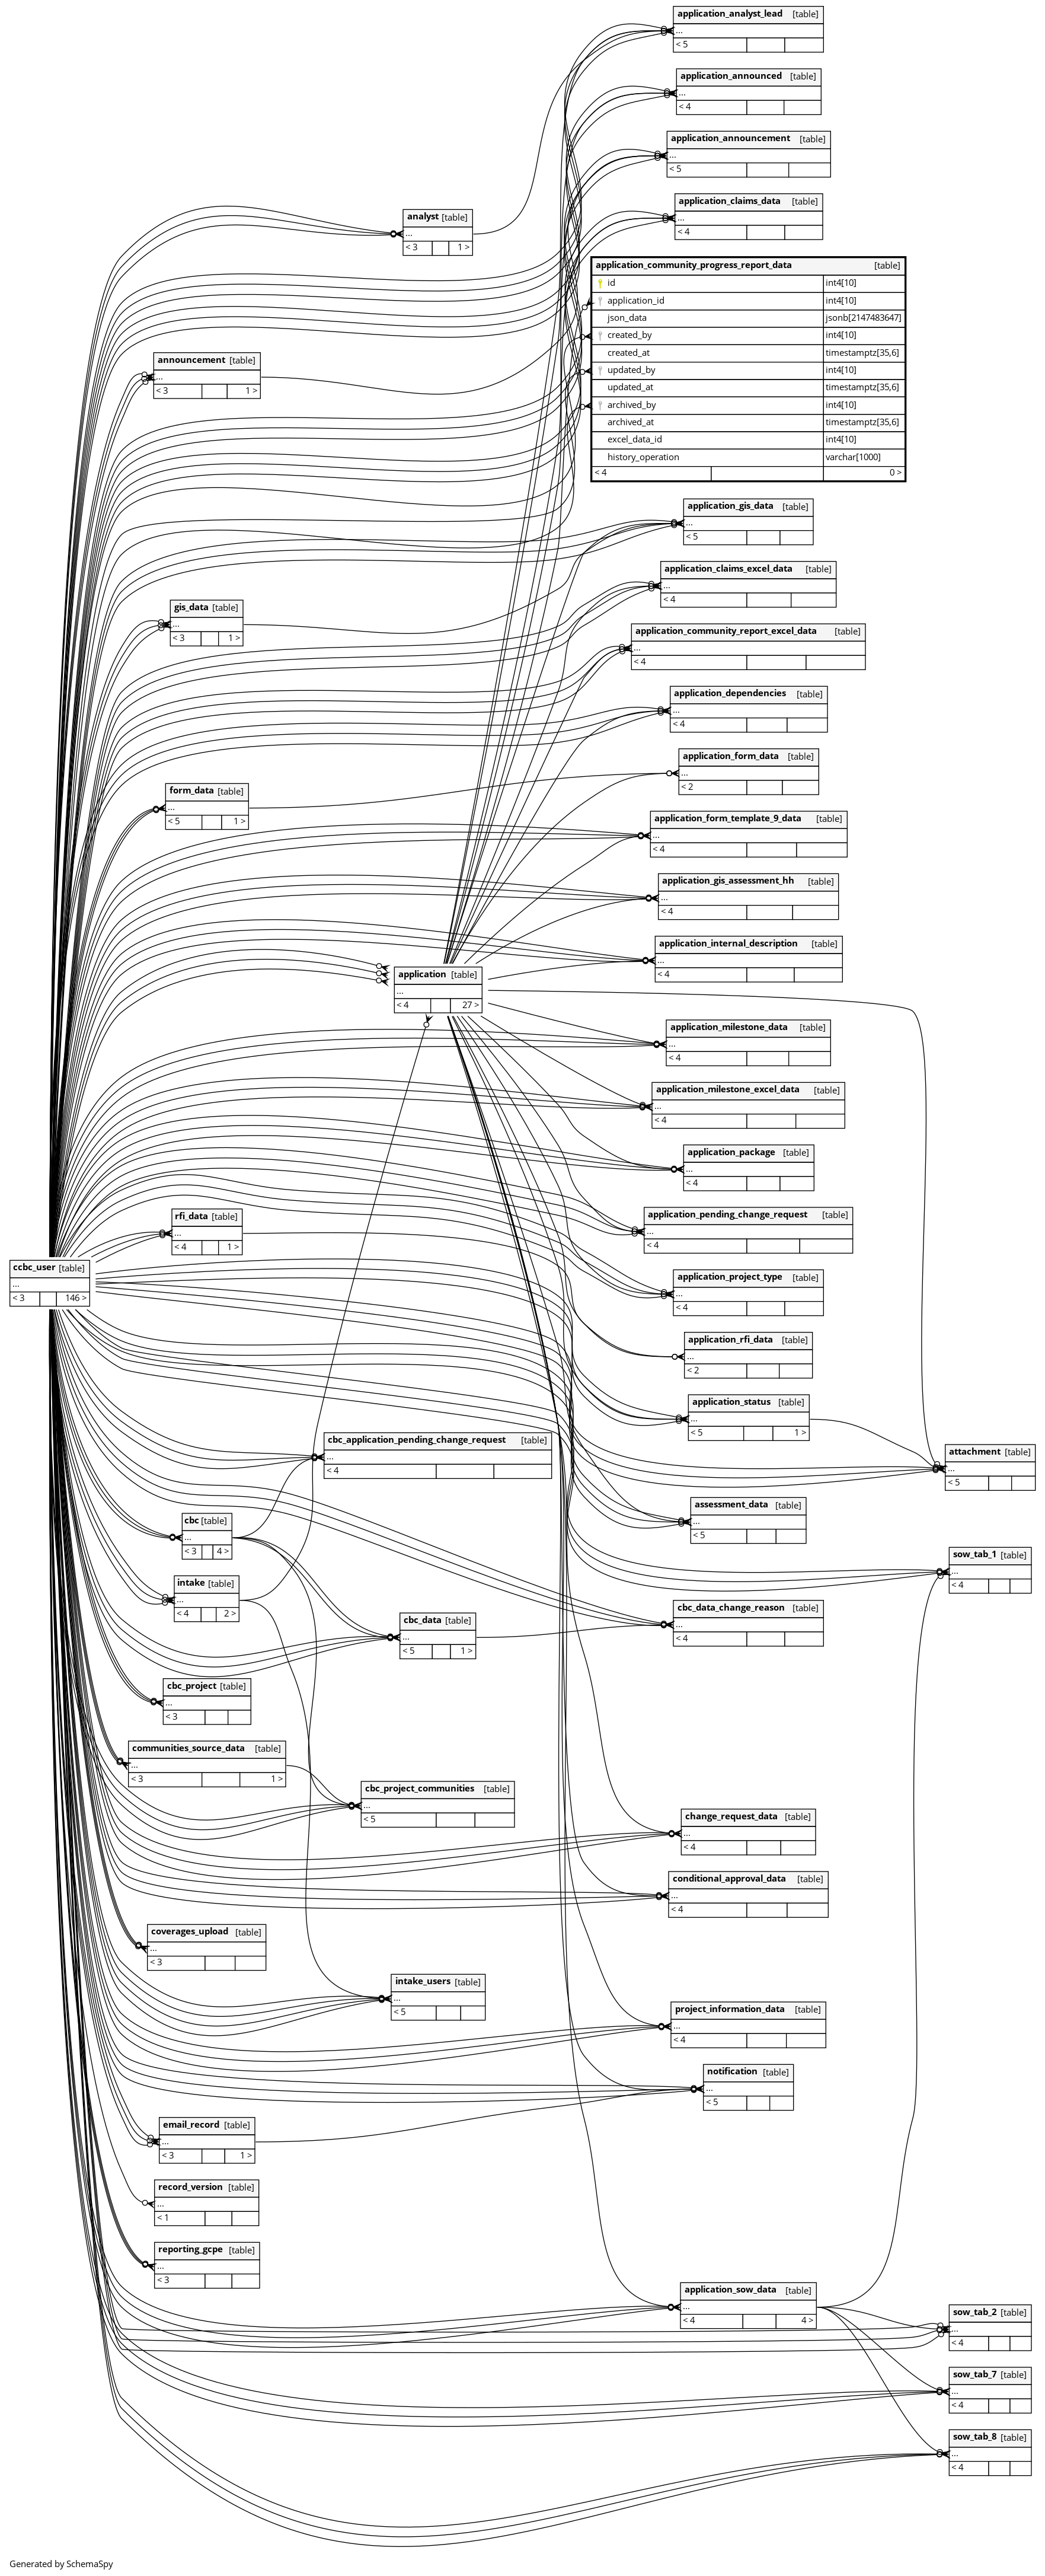 application_analyst_lead [table]
...
< 5
application_announced [table]
...
< 4
application_announcement [table]
...
< 5
application_claims_data [table]
...
< 4
analyst [table]
...
< 3 1 >
application_community_progress_report_data [table]
id int4[10]
application_id int4[10]
json_data jsonb[2147483647]
created_by int4[10]
created_at timestamptz[35,6]
updated_by int4[10]
updated_at timestamptz[35,6]
archived_by int4[10]
archived_at timestamptz[35,6]
excel_data_id int4[10]
history_operation varchar[1000]
< 4 0 >
announcement [table]
...
< 3 1 >
application_gis_data [table]
...
< 5
application_claims_excel_data [table]
...
< 4
gis_data [table]
...
< 3 1 >
application_community_report_excel_data [table]
...
< 4
application_dependencies [table]
...
< 4
application_form_data [table]
...
< 2
form_data [table]
...
< 5 1 >
application_form_template_9_data [table]
...
< 4
application_gis_assessment_hh [table]
...
< 4
application_internal_description [table]
...
< 4
application [table]
...
< 4 27 >
application_milestone_data [table]
...
< 4
application_milestone_excel_data [table]
...
< 4
application_package [table]
...
< 4
application_pending_change_request [table]
...
< 4
rfi_data [table]
...
< 4 1 >
ccbc_user [table]
...
< 3 146 >
application_project_type [table]
...
< 4
application_rfi_data [table]
...
< 2
application_status [table]
...
< 5 1 >
cbc_application_pending_change_request [table]
...
< 4
attachment [table]
...
< 5
assessment_data [table]
...
< 5
cbc [table]
...
< 3 4 >
sow_tab_1 [table]
...
< 4
intake [table]
...
< 4 2 >
cbc_data_change_reason [table]
...
< 4
cbc_data [table]
...
< 5 1 >
cbc_project [table]
...
< 3
communities_source_data [table]
...
< 3 1 >
cbc_project_communities [table]
...
< 5
change_request_data [table]
...
< 4
conditional_approval_data [table]
...
< 4
coverages_upload [table]
...
< 3
intake_users [table]
...
< 5
project_information_data [table]
...
< 4
notification [table]
...
< 5
email_record [table]
...
< 3 1 >
record_version [table]
...
< 1
reporting_gcpe [table]
...
< 3
application_sow_data [table]
...
< 4 4 >
sow_tab_2 [table]
...
< 4
sow_tab_7 [table]
...
< 4
sow_tab_8 [table]
...
< 4
Generated by SchemaSpy